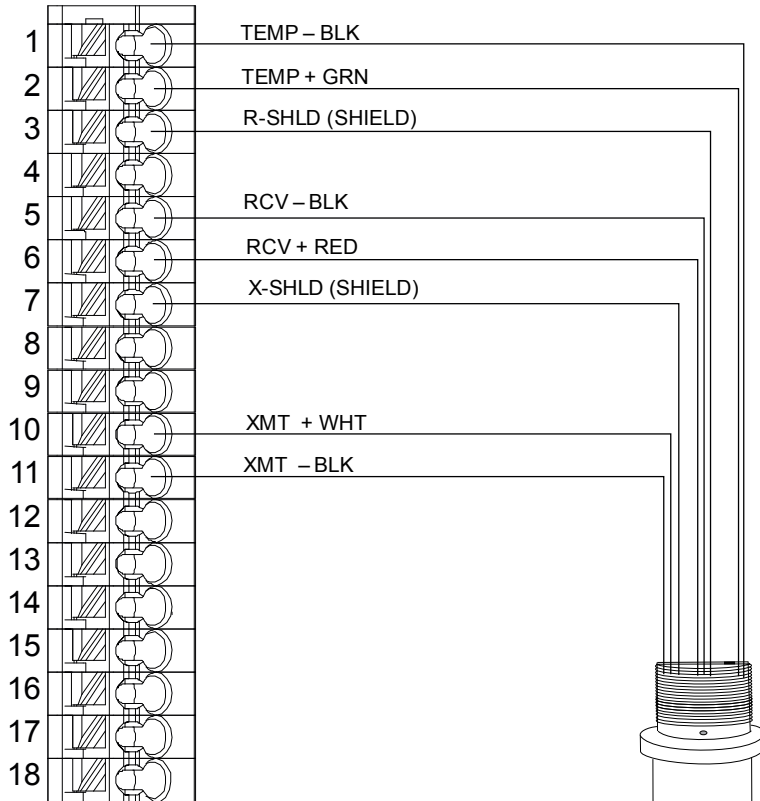 1 TEMP – BLK
2 TEMP + GRN
3 R-SHLD (SHIELD)
4
5 RCV – BLK
6 RCV + RED
7 X-SHLD (SHIELD)
8
9
10 XMT + WHT
11 XMT – BLK
12
13
14
15
16
17
18